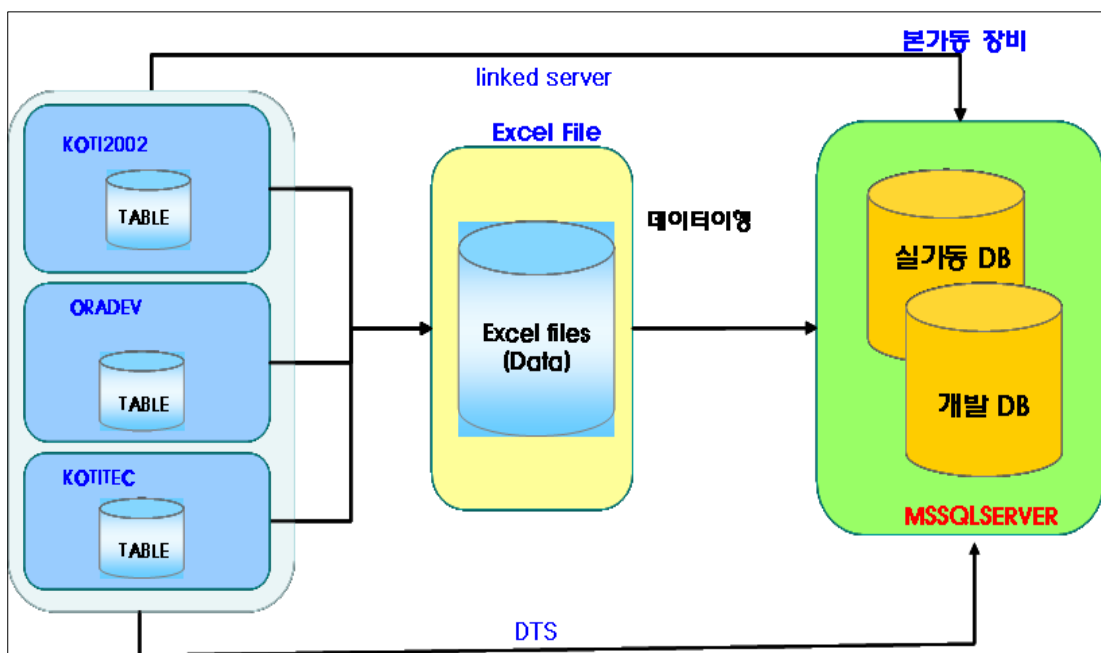 본가동 장비
linked server
KOTI2002
TABLE
ORADEV
TABLE
KOTITEC
TABLE
Excel File
Excel files
(Data)
데이터이행
실가동 DB
개발 DB
MSSQLSERVER
DTS